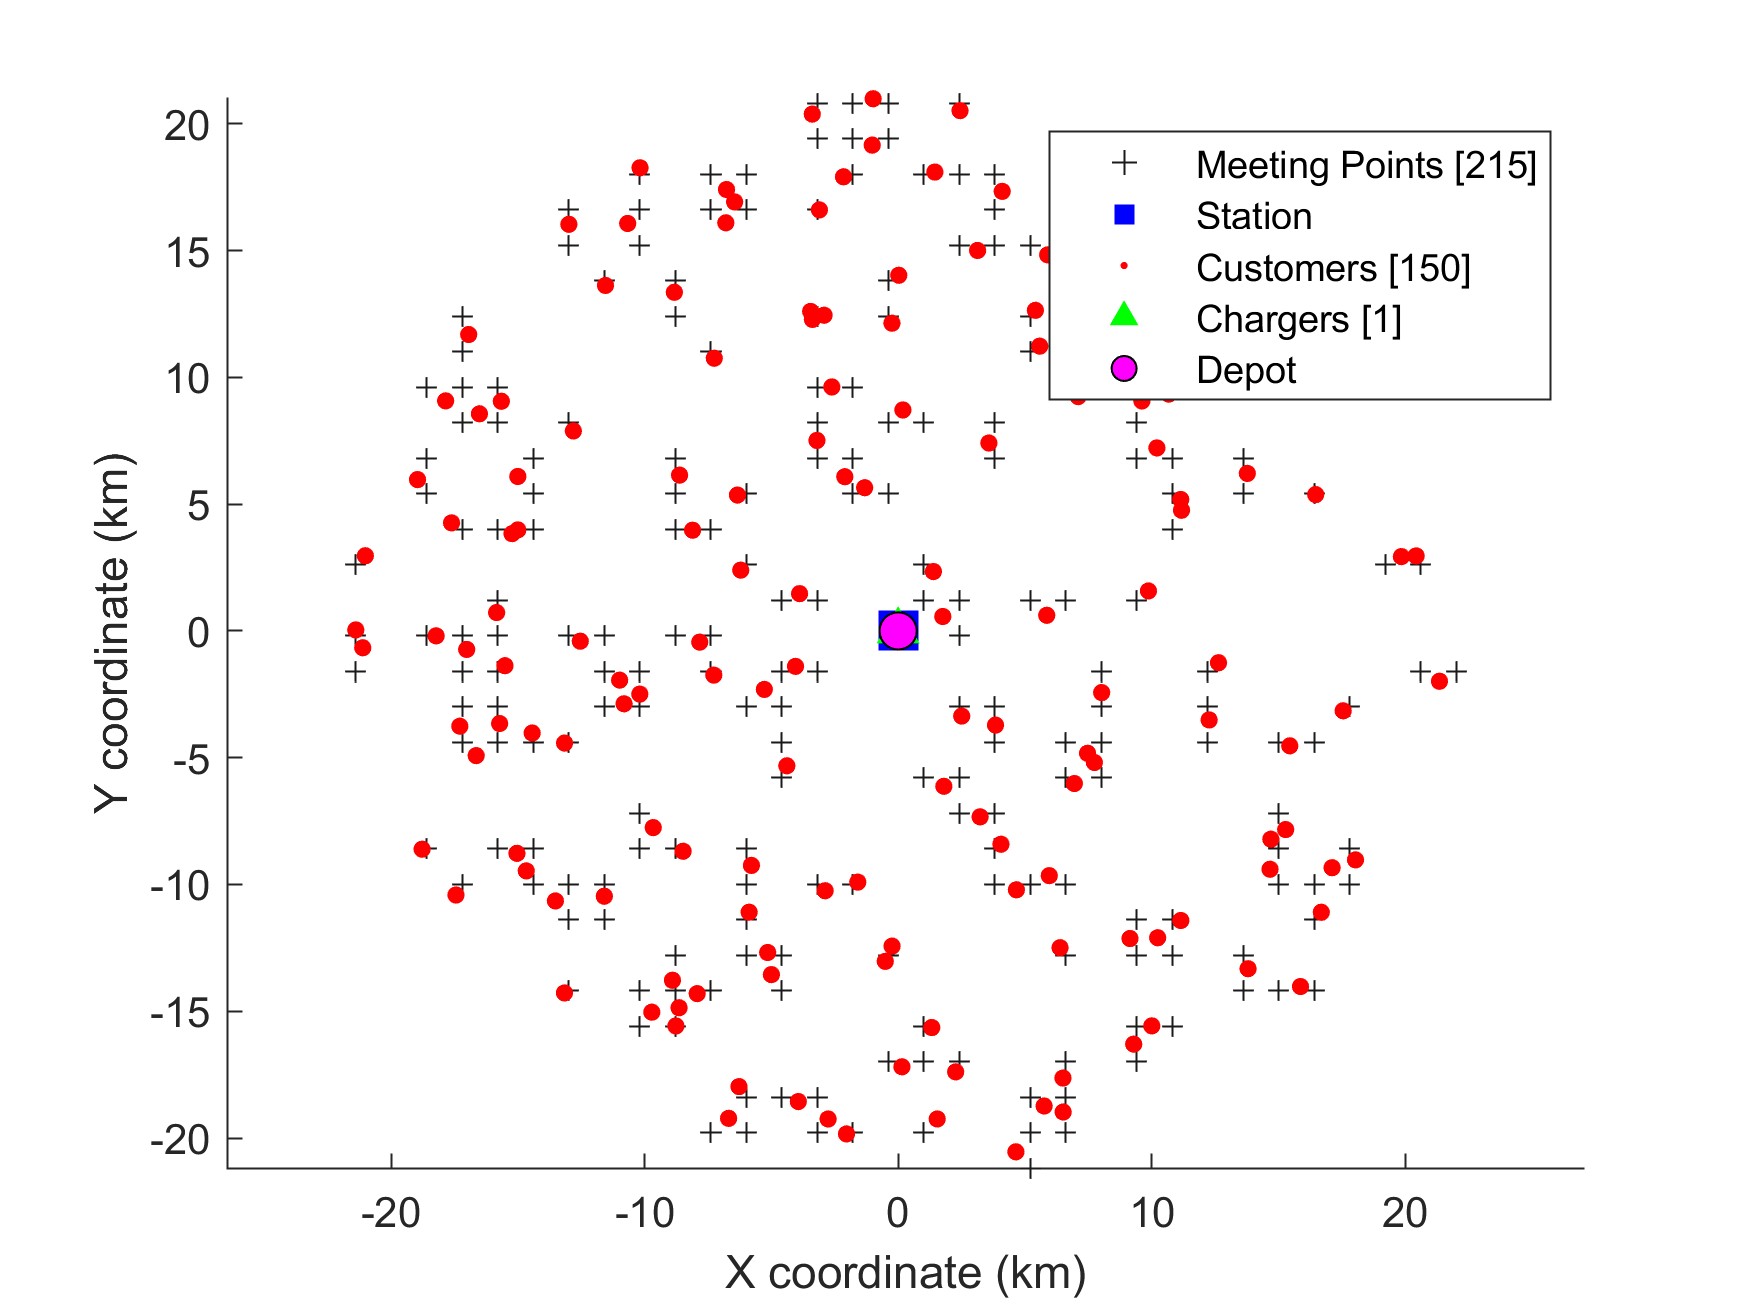 20
15
10
5
0
-5
-10
-15
-20
Y coordinate (km)
Meeting Points [215]
Station
Customers [150]
Chargers [1]
Depot
-20 -10 0 10 20
X coordinate (km)